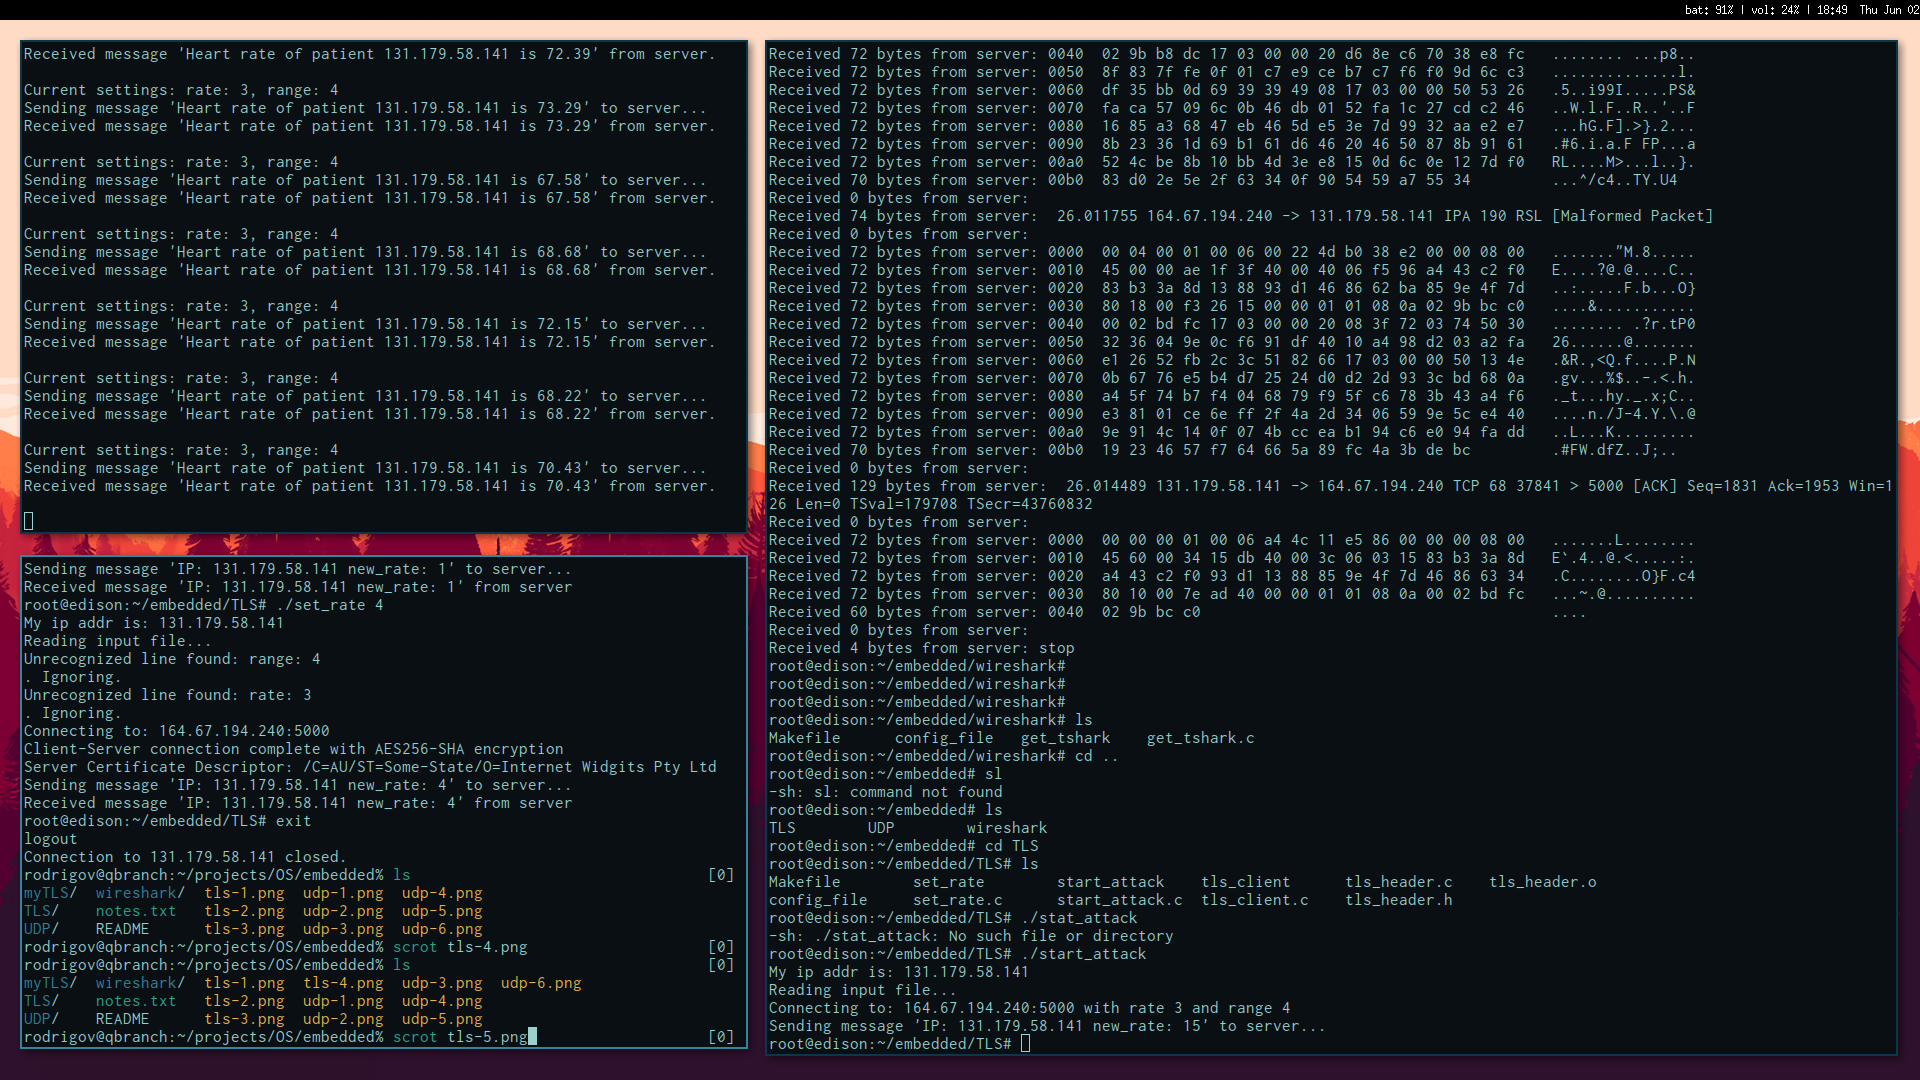 bat: 91% | vol: 24% | 18:49  Thu Jun 02
Received message 'Heart rate of patient 131.179.58.141 is 72.39' from server.
Current settings: rate: 3, range: 4
Sending message 'Heart rate of patient 131.179.58.141 is 73.29' to server...
Received message 'Heart rate of patient 131.179.58.141 is 73.29' from server.
Current settings: rate: 3, range: 4
Sending message 'Heart rate of patient 131.179.58.141 is 67.58' to server...
Received message 'Heart rate of patient 131.179.58.141 is 67.58' from server.
Current settings: rate: 3, range: 4
Sending message 'Heart rate of patient 131.179.58.141 is 68.68' to server...
Received message 'Heart rate of patient 131.179.58.141 is 68.68' from server.
Current settings: rate: 3, range: 4
Sending message 'Heart rate of patient 131.179.58.141 is 72.15' to server...
Received message 'Heart rate of patient 131.179.58.141 is 72.15' from server.
Current settings: rate: 3, range: 4
Sending message 'Heart rate of patient 131.179.58.141 is 68.22' to server...
Received message 'Heart rate of patient 131.179.58.141 is 68.22' from server.
Current settings: rate: 3, range: 4
Sending message 'Heart rate of patient 131.179.58.141 is 70.43' to server...
Received message 'Heart rate of patient 131.179.58.141 is 70.43' from server.
Sending message 'IP: 131.179.58.141 new_rate: 1' to server...
Received message 'IP: 131.179.58.141 new_rate: 1' from server
root@edison:~/embedded/TLS# ./set_rate 4
My ip addr is: 131.179.58.141
Reading input file...
Unrecognized line found: range: 4
. Ignoring.
Unrecognized line found: rate: 3
. Ignoring.
Connecting to: 164.67.194.240:5000
Client-Server connection complete with AES256-SHA encryption
Server Certificate Descriptor: /C=AU/ST=Some-State/O=Internet Widgits Pty Ltd
Sending message 'IP: 131.179.58.141 new_rate: 4' to server...
Received message 'IP: 131.179.58.141 new_rate: 4' from server
root@edison:~/embedded/TLS# exit
logout
Connection to 131.179.58.141 closed.
rodrigov@qbranch:~/projects/OS/embedded% ls [0]
myTLS/  wireshark/  tls-1.png  udp-1.png  udp-4.png
TLS/    notes.txt   tls-2.png  udp-2.png  udp-5.png
UDP/    README      tls-3.png  udp-3.png  udp-6.png
rodrigov@qbranch:~/projects/OS/embedded% scrot tls-4.png [0]
rodrigov@qbranch:~/projects/OS/embedded% ls [0]
myTLS/  wireshark/  tls-1.png  tls-4.png  udp-3.png  udp-6.png
TLS/    notes.txt   tls-2.png  udp-1.png  udp-4.png
UDP/    README      tls-3.png  udp-2.png  udp-5.png
rodrigov@qbranch:~/projects/OS/embedded% scrot tls-5.png [0]
Received 72 bytes from server: 0040  02 9b b8 dc 17 03 00 00 20 d6 8e c6 70 38 e8 fc   ........ ...p8..
Received 72 bytes from server: 0050  8f 83 7f fe 0f 01 c7 e9 ce b7 c7 f6 f0 9d 6c c3   ..............l.
Received 72 bytes from server: 0060  df 35 bb 0d 69 39 39 49 08 17 03 00 00 50 53 26   .5..i99I.....PS&
Received 72 bytes from server: 0070  fa ca 57 09 6c 0b 46 db 01 52 fa 1c 27 cd c2 46   ..W.l.F..R..'..F
Received 72 bytes from server: 0080  16 85 a3 68 47 eb 46 5d e5 3e 7d 99 32 aa e2 e7   ...hG.F].>}.2...
Received 72 bytes from server: 0090  8b 23 36 1d 69 b1 61 d6 46 20 46 50 87 8b 91 61   .#6.i.a.F FP...a
Received 72 bytes from server: 00a0  52 4c be 8b 10 bb 4d 3e e8 15 0d 6c 0e 12 7d f0   RL....M>...l..}.
Received 70 bytes from server: 00b0  83 d0 2e 5e 2f 63 34 0f 90 54 59 a7 55 34         ...^/c4..TY.U4
Received 0 bytes from server:
Received 74 bytes from server:  26.011755 164.67.194.240 -> 131.179.58.141 IPA 190 RSL [Malformed Packet]
Received 0 bytes from server:
Received 72 bytes from server: 0000  00 04 00 01 00 06 00 22 4d b0 38 e2 00 00 08 00   ......."M.8.....
Received 72 bytes from server: 0010  45 00 00 ae 1f 3f 40 00 40 06 f5 96 a4 43 c2 f0   E....?@.@....C..
Received 72 bytes from server: 0020  83 b3 3a 8d 13 88 93 d1 46 86 62 ba 85 9e 4f 7d   ..:.....F.b...O}
Received 72 bytes from server: 0030  80 18 00 f3 26 15 00 00 01 01 08 0a 02 9b bc c0   ....&...........
Received 72 bytes from server: 0040  00 02 bd fc 17 03 00 00 20 08 3f 72 03 74 50 30   ........ .?r.tP0
Received 72 bytes from server: 0050  32 36 04 9e 0c f6 91 df 40 10 a4 98 d2 03 a2 fa   26......@.......
Received 72 bytes from server: 0060  e1 26 52 fb 2c 3c 51 82 66 17 03 00 00 50 13 4e   .&R.,<Q.f....P.N
Received 72 bytes from server: 0070  0b 67 76 e5 b4 d7 25 24 d0 d2 2d 93 3c bd 68 0a   .gv...%$..-.<.h.
Received 72 bytes from server: 0080  a4 5f 74 b7 f4 04 68 79 f9 5f c6 78 3b 43 a4 f6   ._t...hy._.x;C..
Received 72 bytes from server: 0090  e3 81 01 ce 6e ff 2f 4a 2d 34 06 59 9e 5c e4 40   ....n./J-4.Y.\.@
Received 72 bytes from server: 00a0  9e 91 4c 14 0f 07 4b cc ea b1 94 c6 e0 94 fa dd   ..L...K.........
Received 70 bytes from server: 00b0  19 23 46 57 f7 64 66 5a 89 fc 4a 3b de bc         .#FW.dfZ..J;..
Received 0 bytes from server:
Received 129 bytes from server:  26.014489 131.179.58.141 -> 164.67.194.240 TCP 68 37841 > 5000 [ACK] Seq=1831 Ack=1953 Win=1
26 Len=0 TSval=179708 TSecr=43760832
Received 0 bytes from server:
Received 72 bytes from server: 0000  00 00 00 01 00 06 a4 4c 11 e5 86 00 00 00 08 00   .......L........
Received 72 bytes from server: 0010  45 60 00 34 15 db 40 00 3c 06 03 15 83 b3 3a 8d   E`.4..@.<.....:.
Received 72 bytes from server: 0020  a4 43 c2 f0 93 d1 13 88 85 9e 4f 7d 46 86 63 34   .C........O}F.c4
Received 72 bytes from server: 0030  80 10 00 7e ad 40 00 00 01 01 08 0a 00 02 bd fc   ...~.@..........
Received 60 bytes from server: 0040  02 9b bc c0                                       ....
Received 0 bytes from server:
Received 4 bytes from server: stop
root@edison:~/embedded/wireshark#
root@edison:~/embedded/wireshark#
root@edison:~/embedded/wireshark#
root@edison:~/embedded/wireshark# ls
Makefile      config_file   get_tshark    get_tshark.c
root@edison:~/embedded/wireshark# cd ..
root@edison:~/embedded# sl
-sh: sl: command not found
root@edison:~/embedded# ls
TLS        UDP        wireshark
root@edison:~/embedded# cd TLS
root@edison:~/embedded/TLS# ls
Makefile        set_rate        start_attack    tls_client      tls_header.c    tls_header.o
config_file     set_rate.c      start_attack.c  tls_client.c    tls_header.h
root@edison:~/embedded/TLS# ./stat_attack
-sh: ./stat_attack: No such file or directory
root@edison:~/embedded/TLS# ./start_attack
My ip addr is: 131.179.58.141
Reading input file...
Connecting to: 164.67.194.240:5000 with rate 3 and range 4
Sending message 'IP: 131.179.58.141 new_rate: 15' to server...
root@edison:~/embedded/TLS#